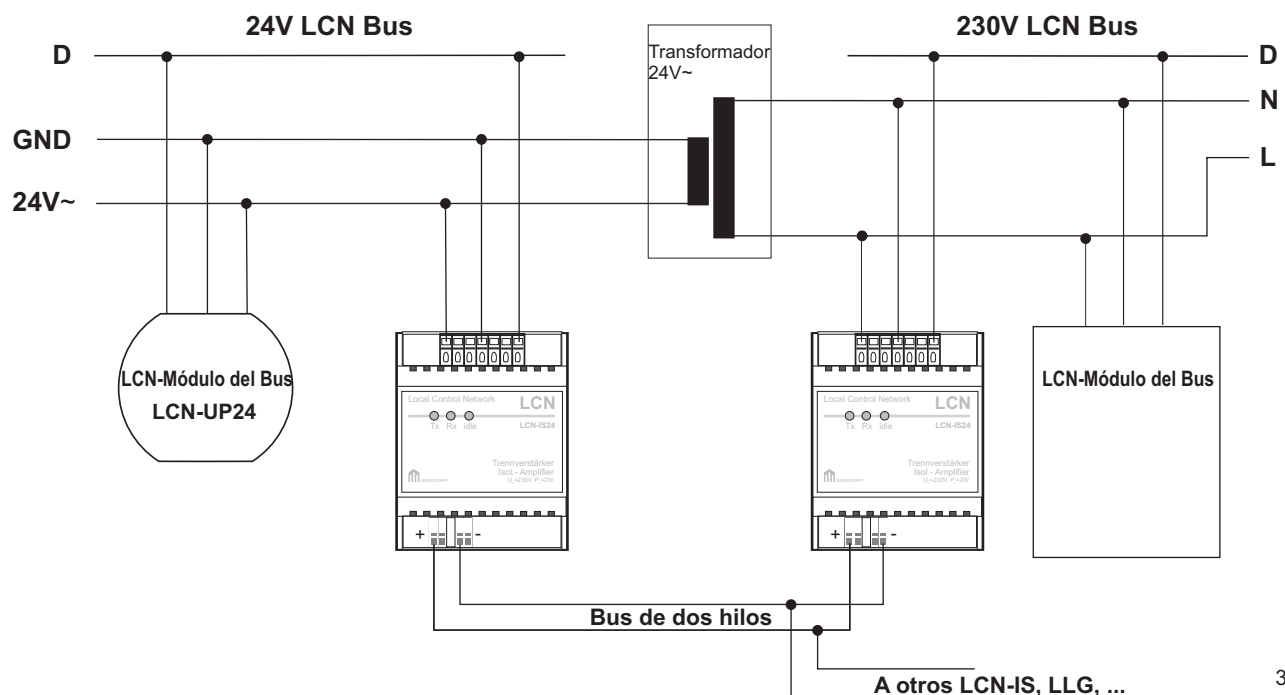 24V LCN Bus
230V LCN Bus
D
GND
24V~
Transformador
24V~
D
N
L
LCN-Módulo del Bus
LCN-UP24
Local Control Network LCN
Tx Rx idle LCN-IS24
Trennverstärker
Isol.- Amplifier
+ -
Local Control Network LCN
Tx Rx idle LCN-IS24
Trennverstärker
Isol.- Amplifier
+ -
LCN-Módulo del Bus
Bus de dos hilos
A otros LCN-IS, LLG, ...
3